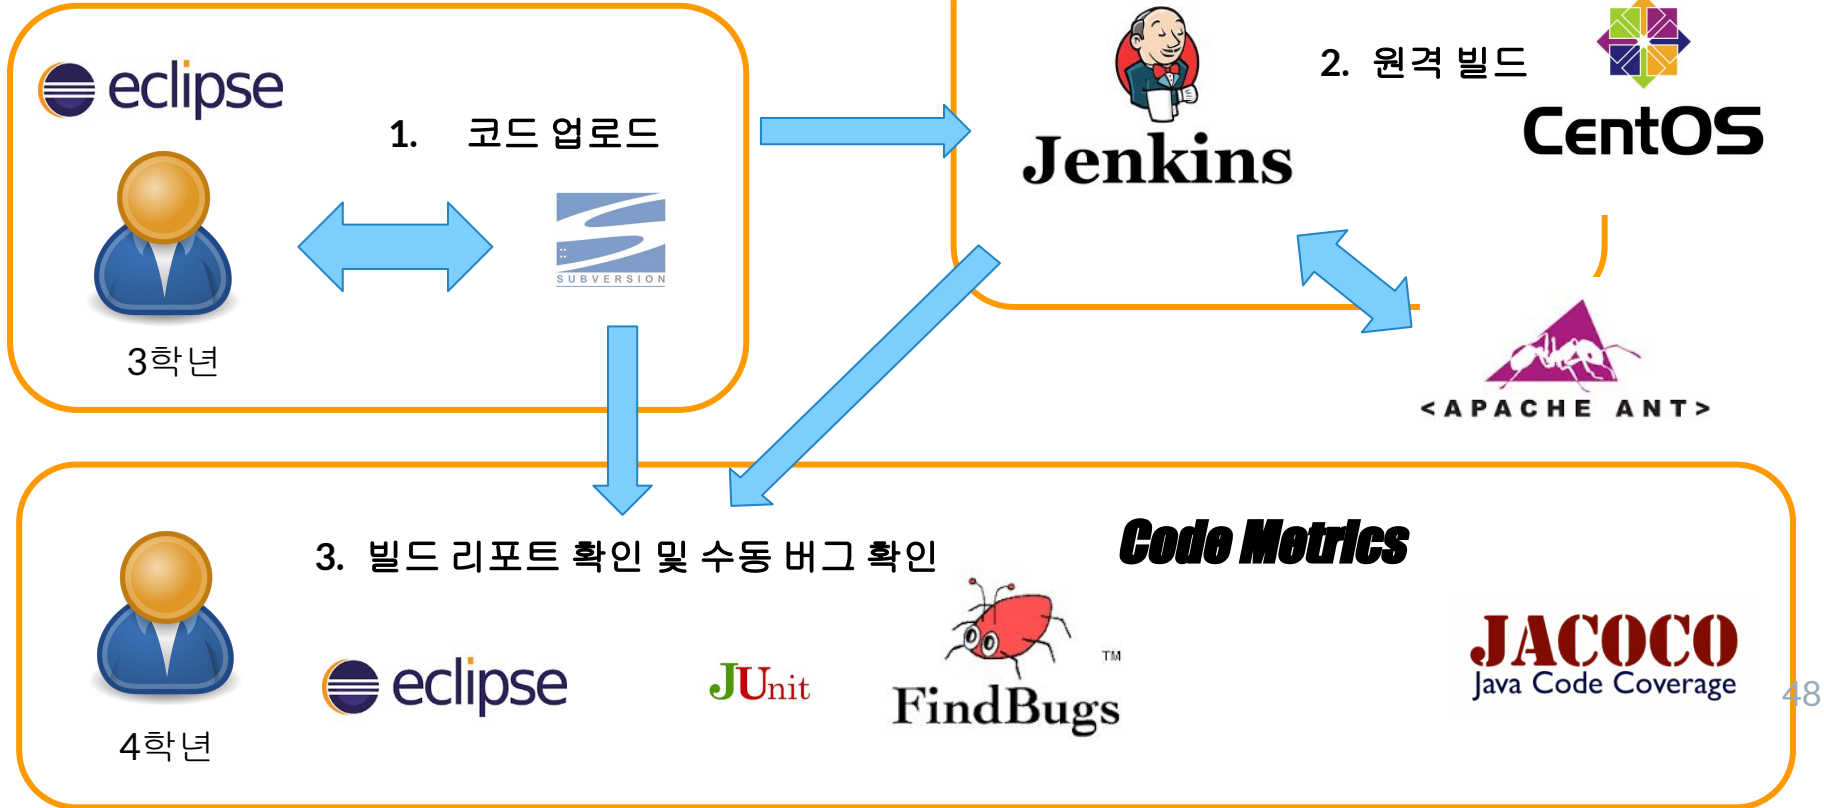 eclipse
1. 코드 업로드
SUBVERSION
3학년
Jenkins
2. 원격 빌드
CentOS
<APACHE ANT>
3. 빌드 리포트 확인 및 수동 버그 확인
Code Metrics
4학년
eclipse
JUnit
FindBugs
TM
JACOCO
Java Code Coverage
48